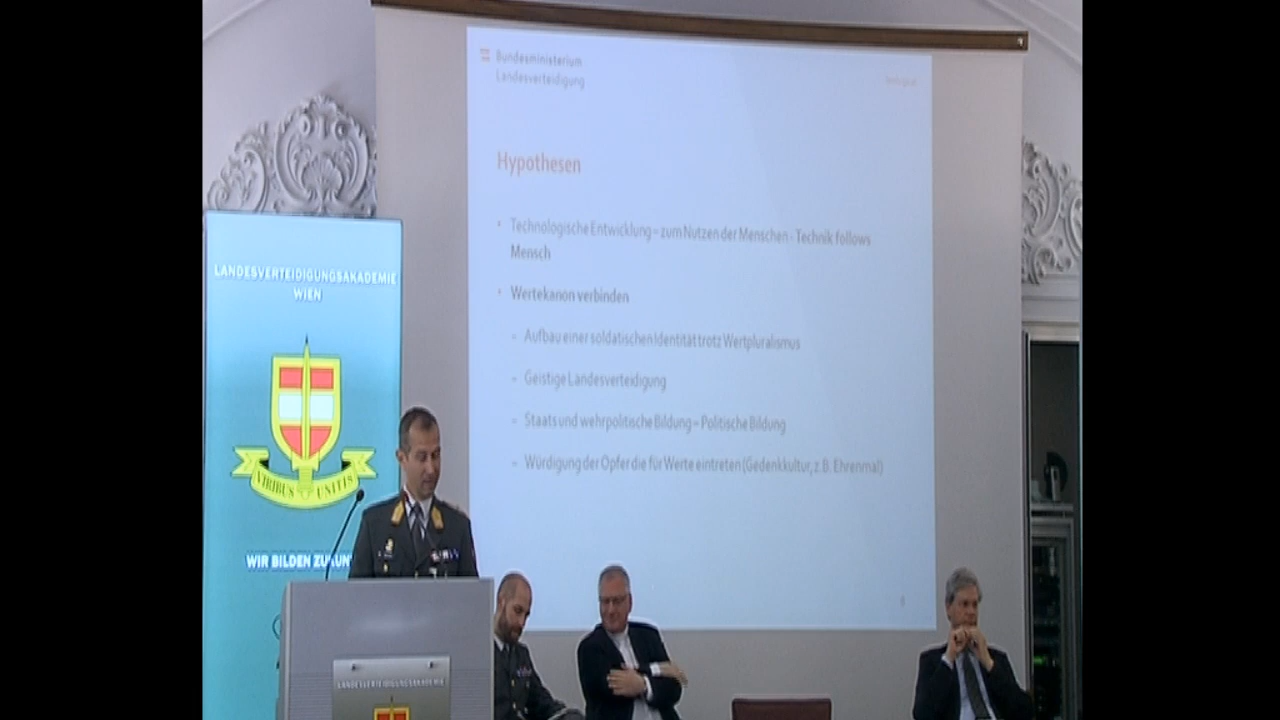 Bundesministerium
Landesverteidigung
Hypothesen
• Technologische Entwicklung – zum Nutzen der Menschen - Technik follows
Mensch
• Wertekanon verbinden
– Aufbau einer soldatischen Identität trotz Wertpluralismus
– Geistige Landesverteidigung
– Staats und wehrpolitische Bildung – Politische Bildung
– Würdigung der Opfer die für Werte eintreten (Gedenkkultur, z. B. Ehrenmal)
LANDESVERTEIDIGUNGSAKADEMIE
WIEN
VIRIBUS UNITIS
WIR BILDEN ZUKUN
LANDESVERTEIDIGUNGSAKADEMIE